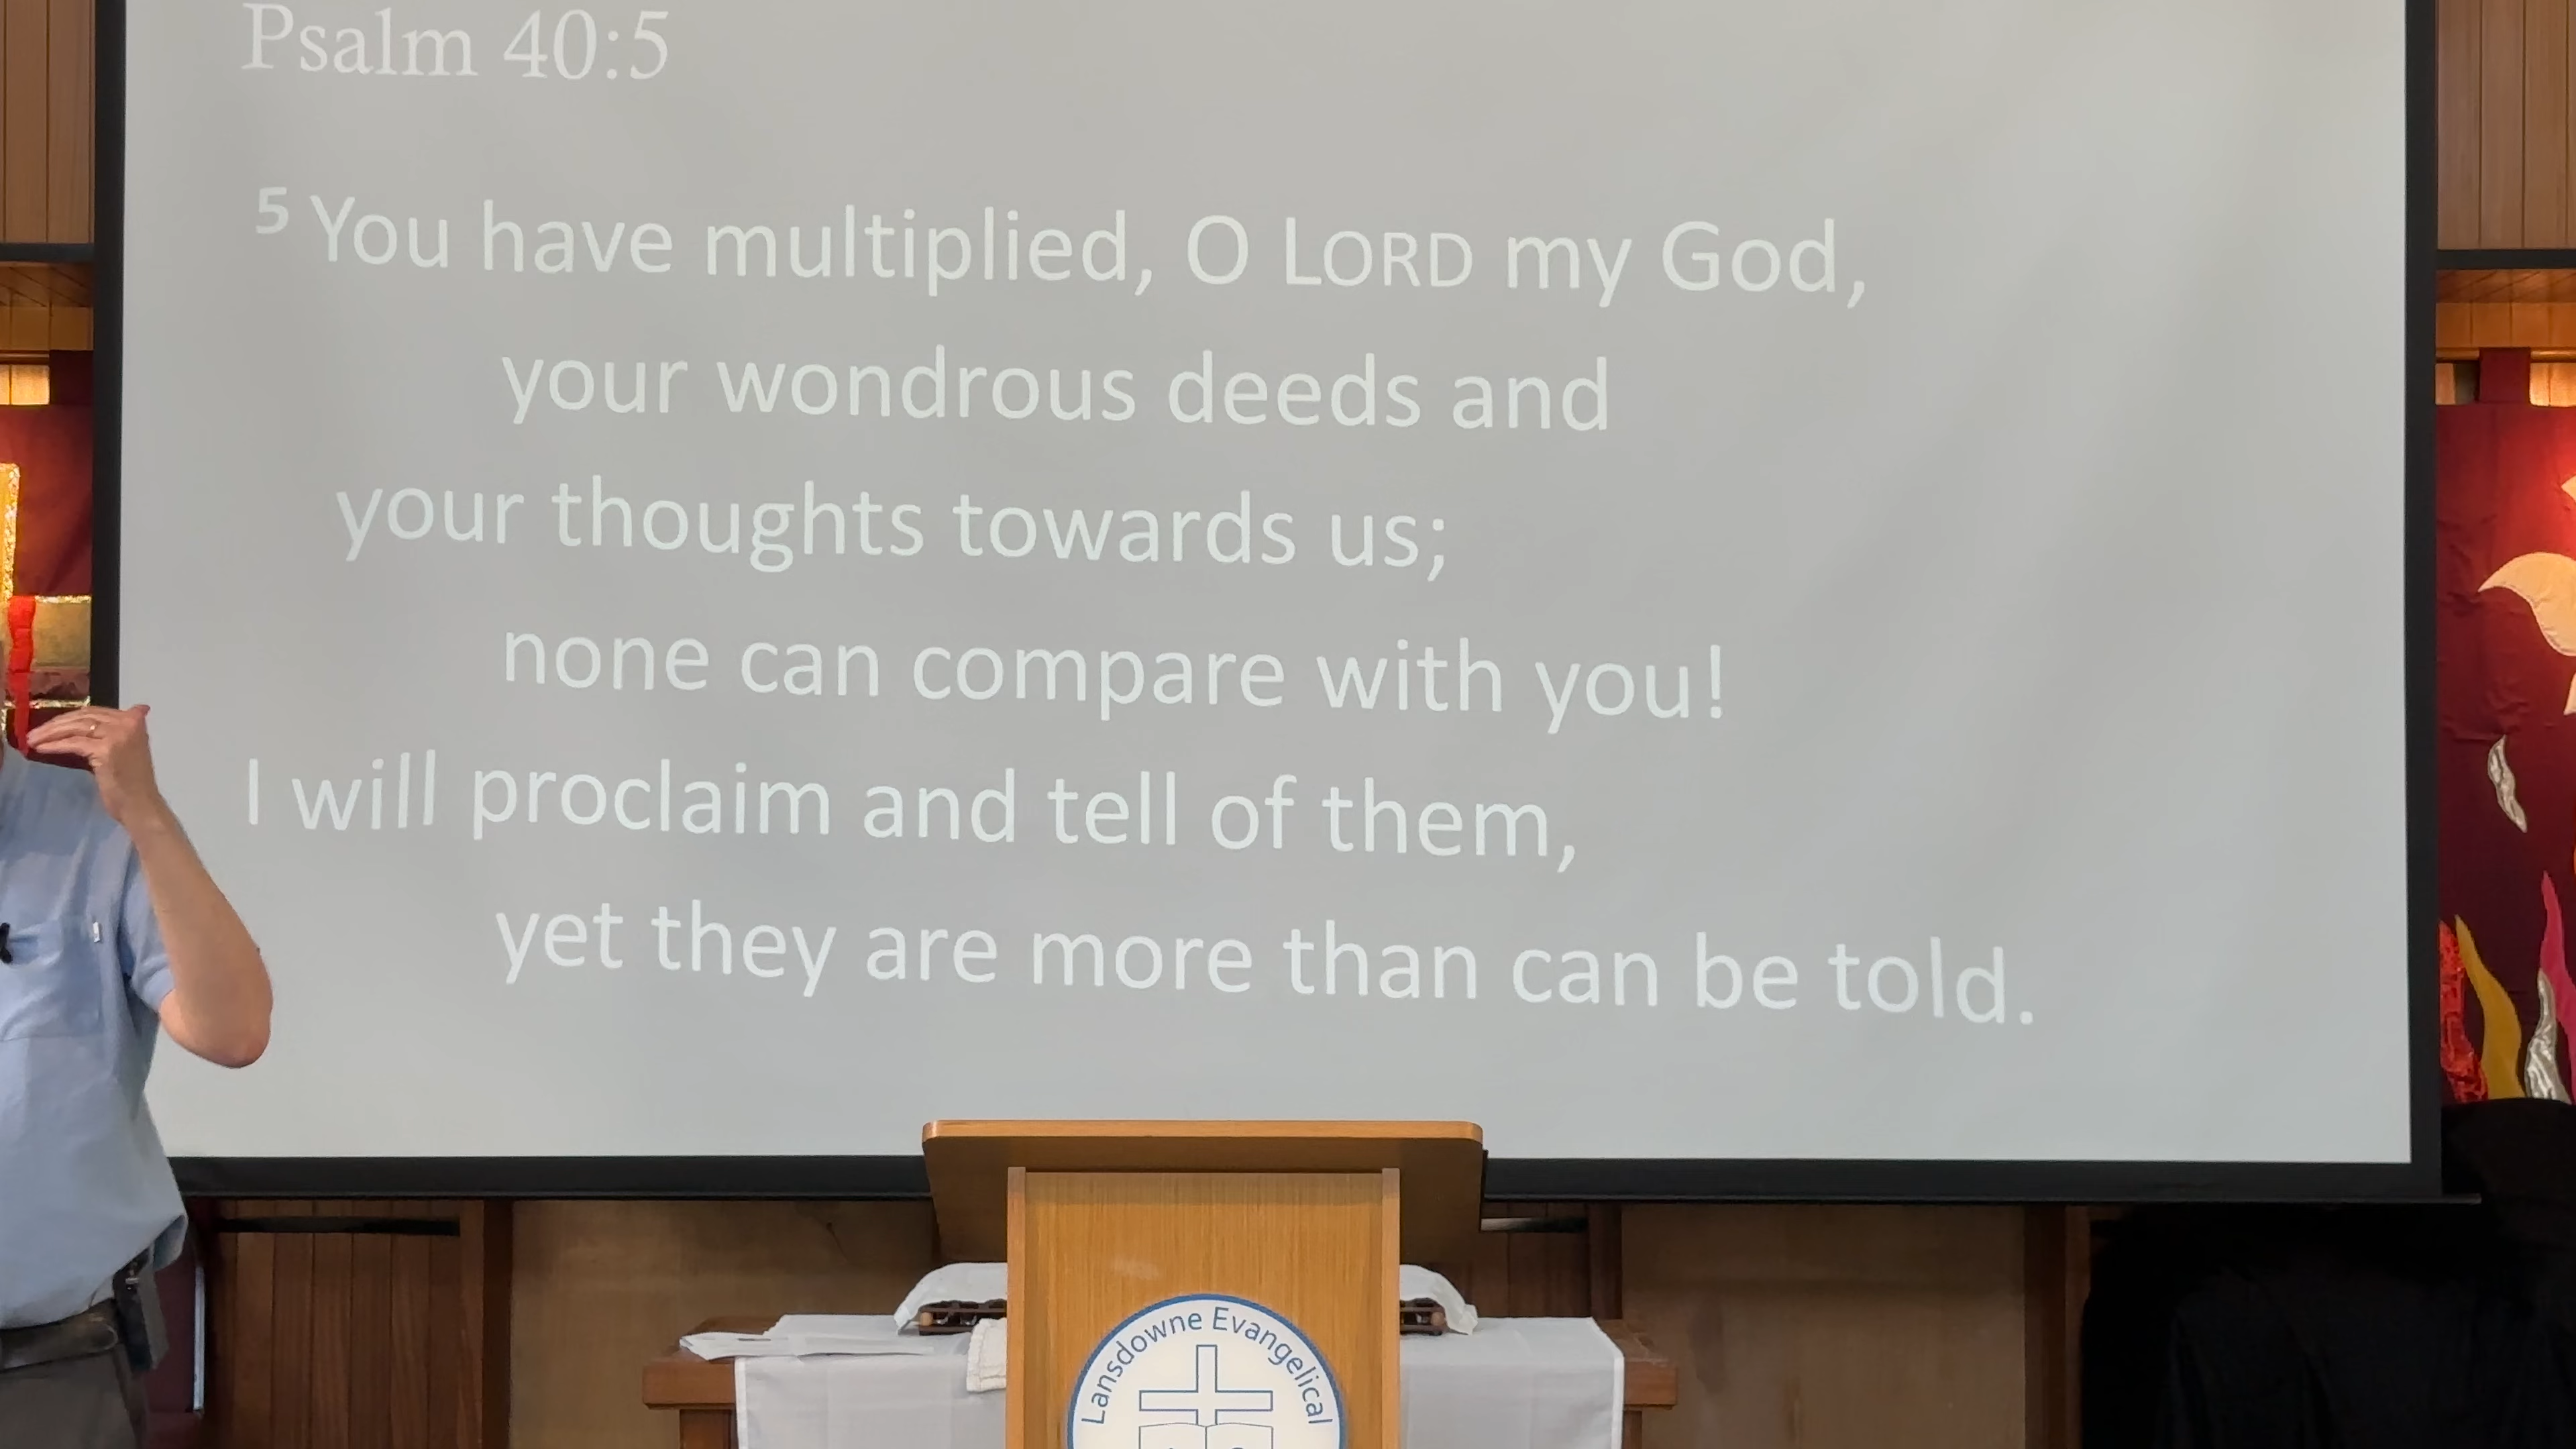 Psalm 40:5
5 You have multiplied, O LORD my God,
your wondrous deeds and
your thoughts towards us;
none can compare with you!
I will proclaim and tell of them,
yet they are more than can be told.
Lansdowne Evangelical